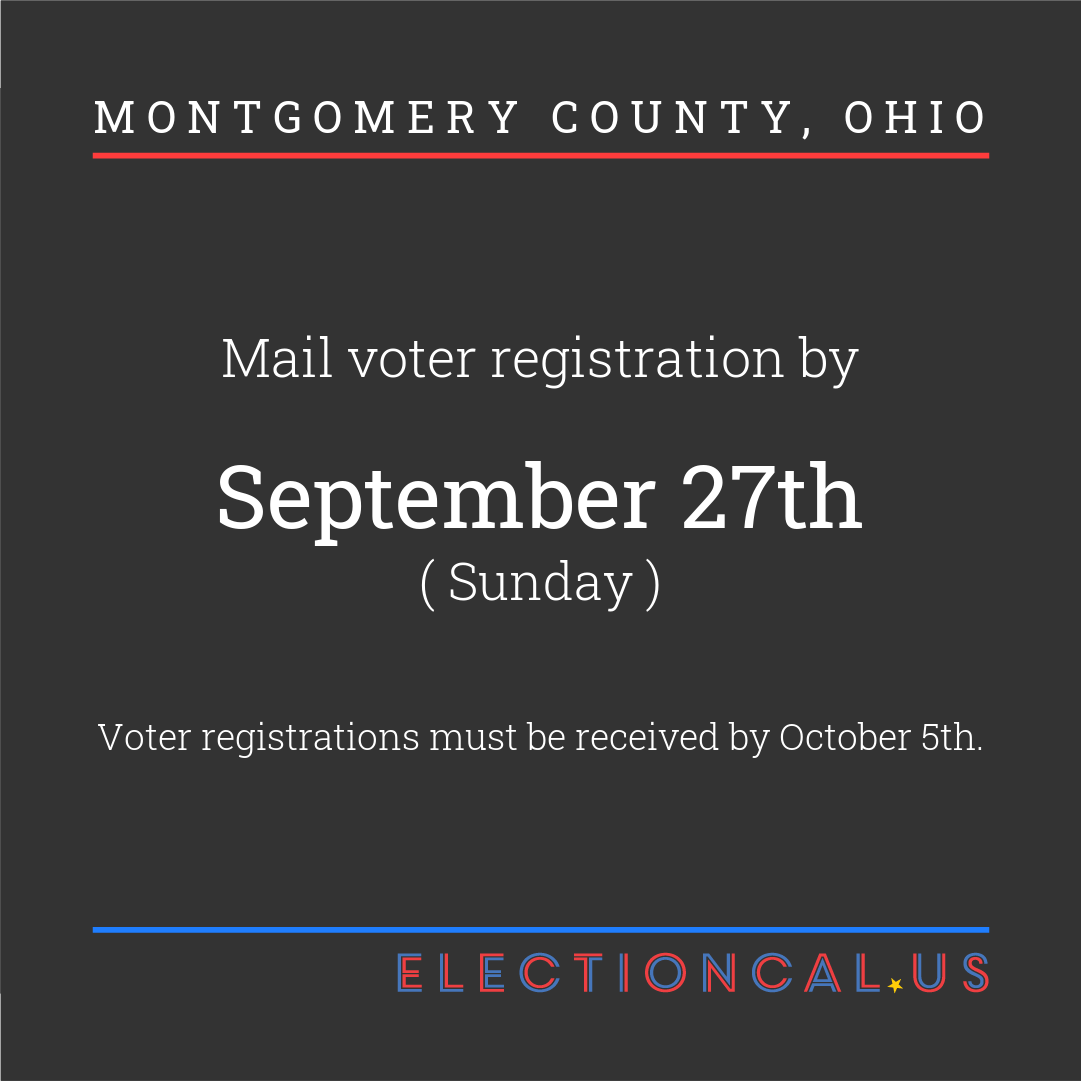 MONTGOMERY COUNTY, OHIO
Mail voter registration by
September 27th
( Sunday )
Voter registrations must be received by October 5th.
ELECTIONCAL.US